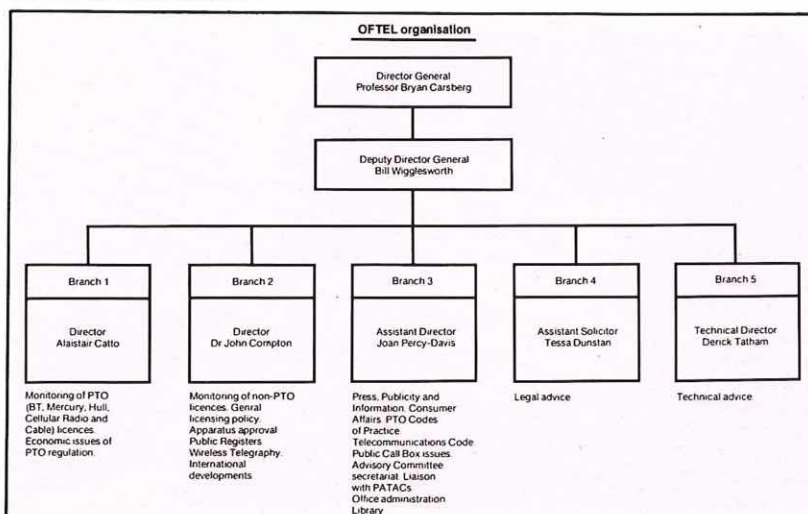 OFTEL organisation
Director General
Professor Bryan Carsberg
Deputy Director General
Bill Wigglesworth
Branch 1
Director
Alaistair Catto
Monitoring of PTO
(BT, Mercury, Hull,
Cellular Radio and
Cable) licences.
Economic issues of
PTO regulation.
Branch 2
Director
Dr John Compton
Monitoring of non-PTO
licences. Genral
licensing policy.
Apparatus approval
Public Registers
Wireless Telegraphy.
International
developments
Branch 3
Assistant Director
Joan Percy-Davis
Press, Publicity and
Information. Consumer
Affairs. PTO Codes
of Practice.
Telecommunications Code
Public Call Box issues.
Advisory Committee
secretariat. Liaison
with PATACs
Office administration
Library
Branch 4
Assistant Solicitor
Tessa Dunstan
Legal advice
Branch 5
Technical Director
Derick Tatham
Technical advice